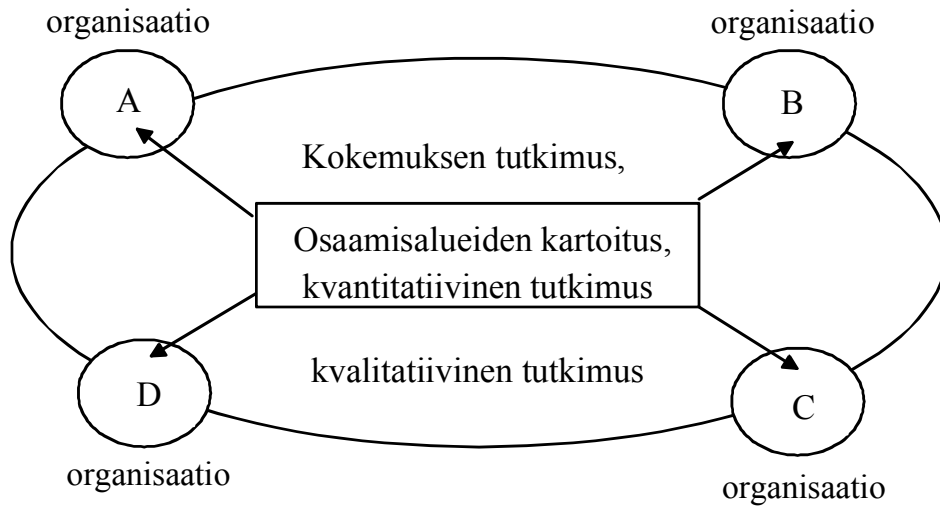 organisaatio
organisaatio
A
B
Kokemuksen tutkimus,
Osaamisalueiden kartoitus,
kvantitatiivinen tutkimus
kvalitatiivinen tutkimus
D
C
organisaatio
organisaatio